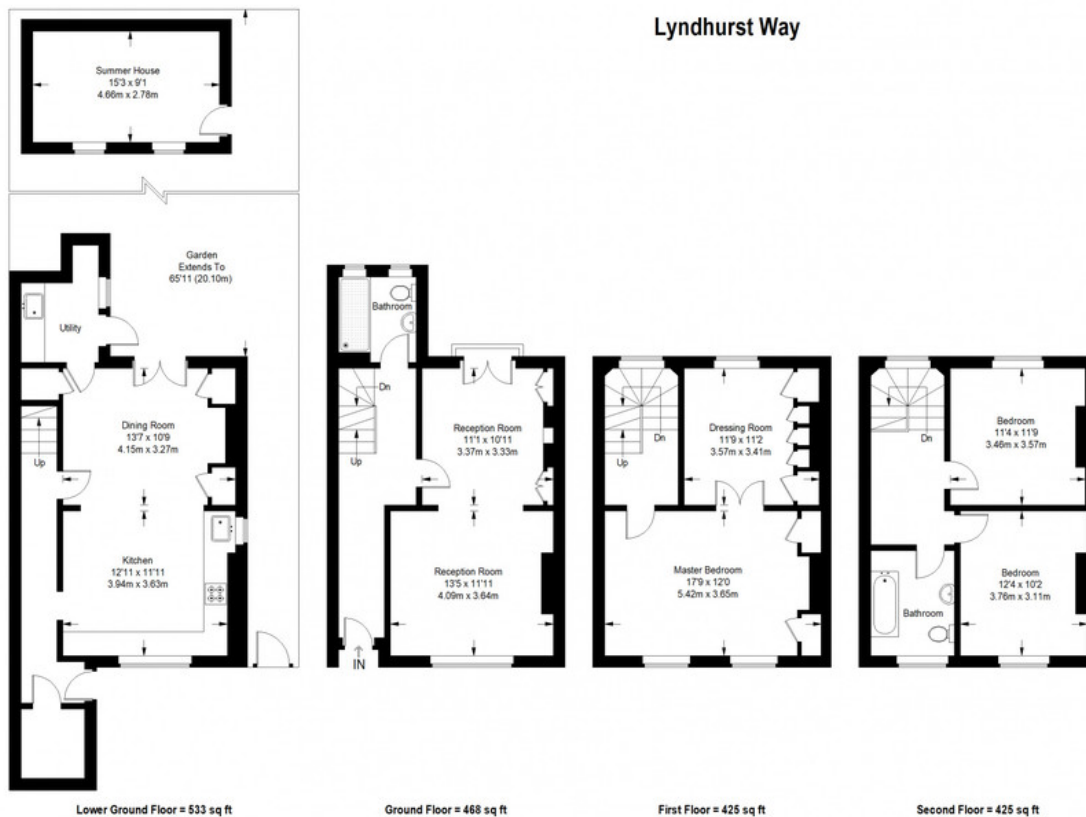 Lyndhurst Way
Summer House
15'3 x 9'1
4.66m x 2.78m
Garden
Extends To
65'11 (20.10m)
Utility
Dining Room
13'7 x 10'9
4.15m x 3.27m
Up
Kitchen
12'11 x 11'11
3.94m x 3.63m
Lower Ground Floor = 533 sq ft
Bathroom
Dn
Up
Reception Room
11'1 x 10'11
3.37m x 3.33m
Reception Room
13'5 x 11'11
4.09m x 3.64m
IN
Ground Floor = 468 sq ft
Dn
Up
Dressing Room
11'9 x 11'2
3.57m x 3.41m
Master Bedroom
17'9 x 12'0
5.42m x 3.65m
First Floor = 425 sq ft
Dn
Bedroom
11'4 x 11'9
3.46m x 3.57m
Bedroom
12'4 x 10'2
3.76m x 3.11m
Bathroom
Second Floor = 425 sq ft